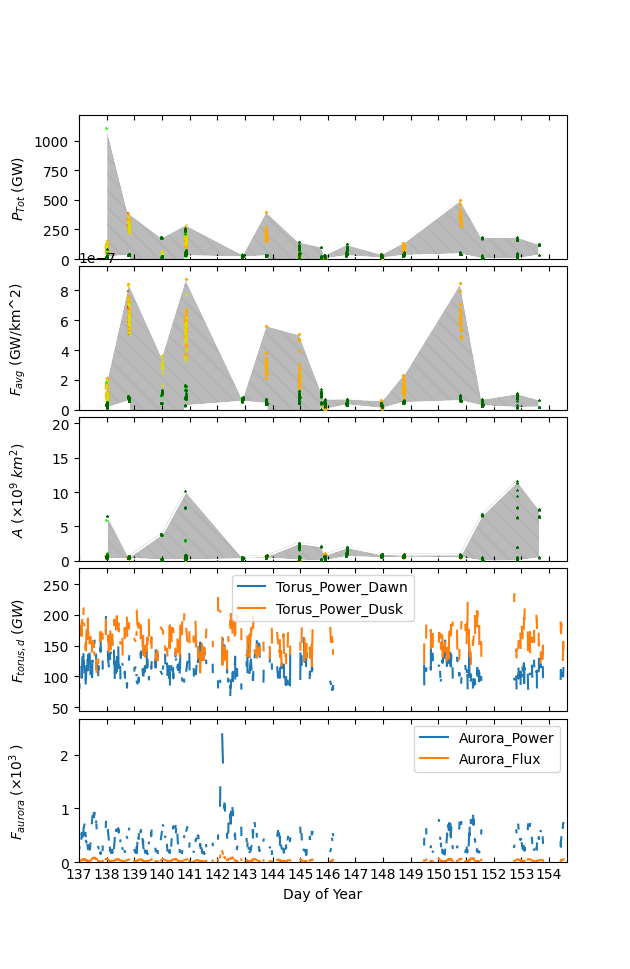 1000
750
500
250
0
P_Tot (GW)
1e−7
8
6
4
2
0
F_avg (GW/km^2)
20
15
10
5
0
A (×10^9 km^2)
250
200
150
100
50
F_torus,d (GW)
Torus_Power_Dawn
Torus_Power_Dusk
2
1
0
F_aurora (×10^3 )
Aurora_Power
Aurora_Flux
137 138 139 140 141 142 143 144 145 146 147 148 149 150 151 152 153 154
Day of Year